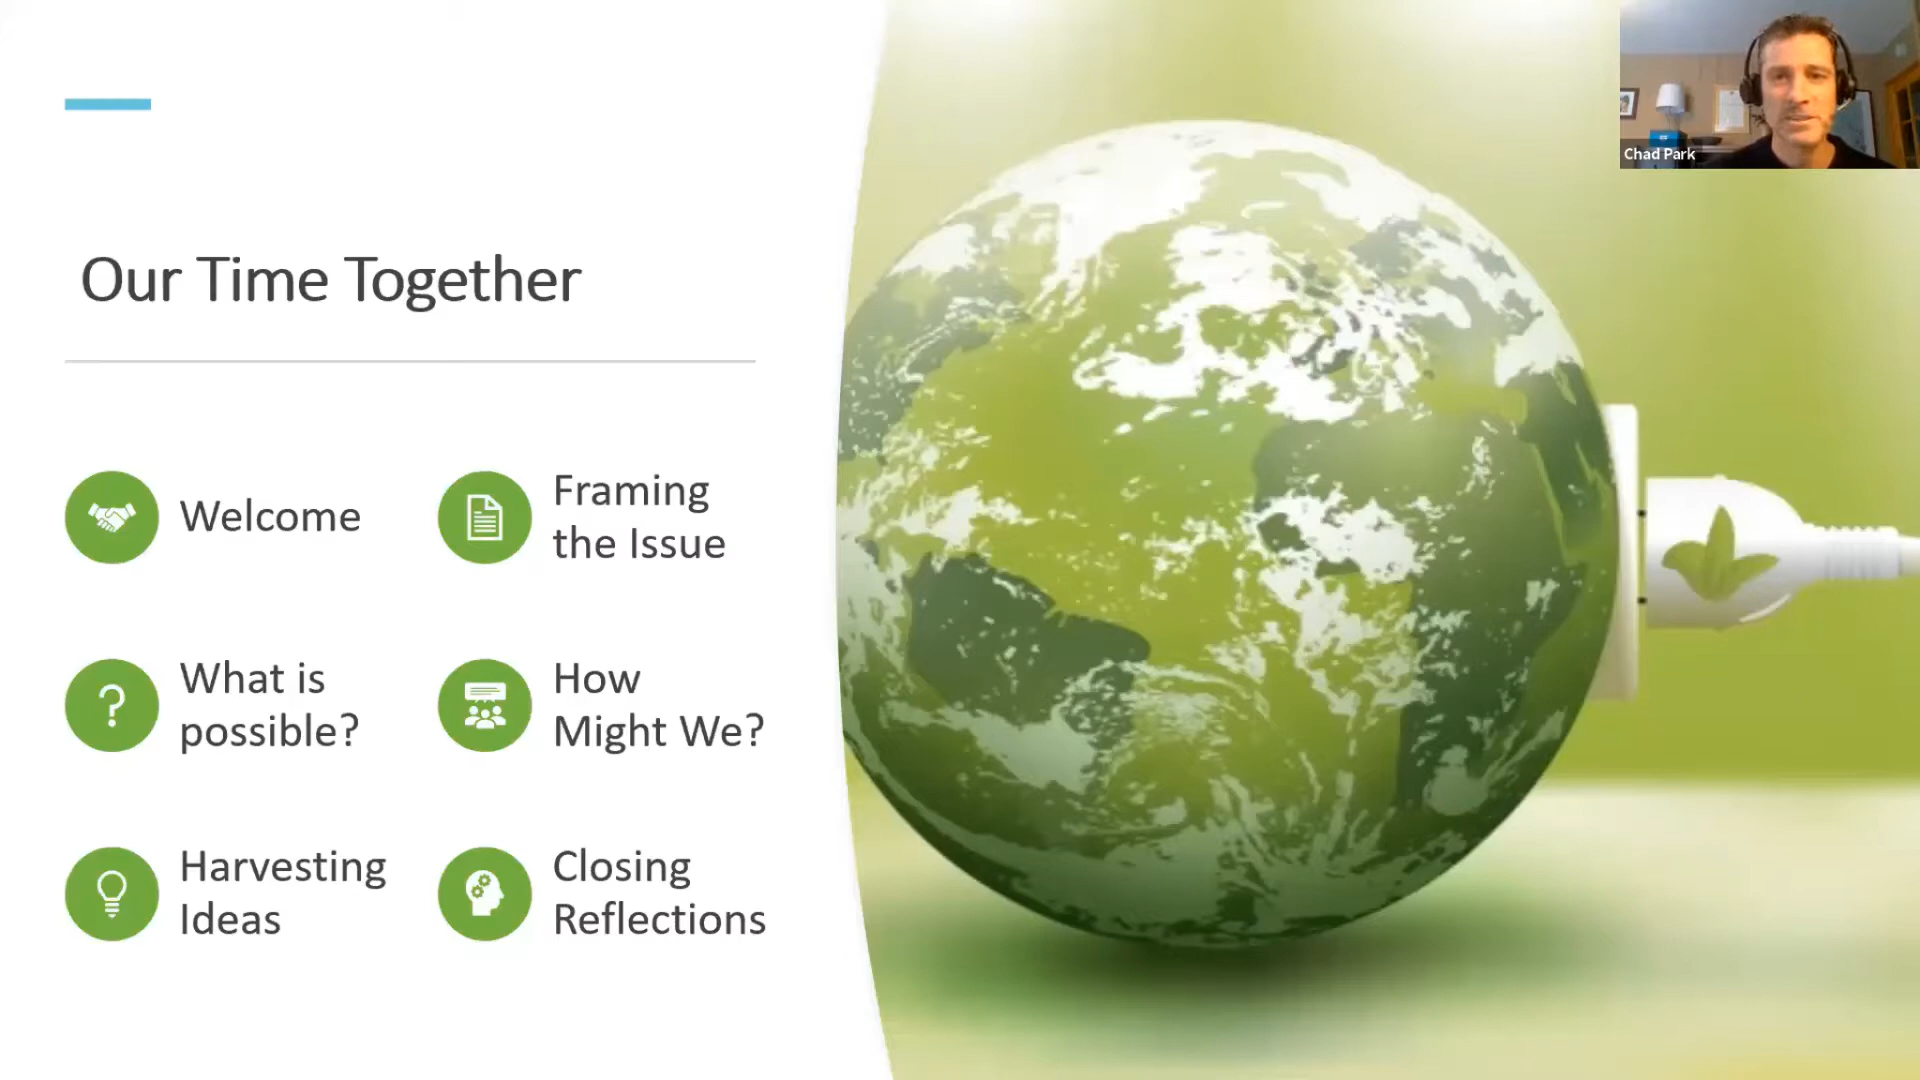 Our Time Together
Welcome
Framing
the Issue
What is
possible?
How
Might We?
Harvesting
Ideas
Closing
Reflections
Chad Park